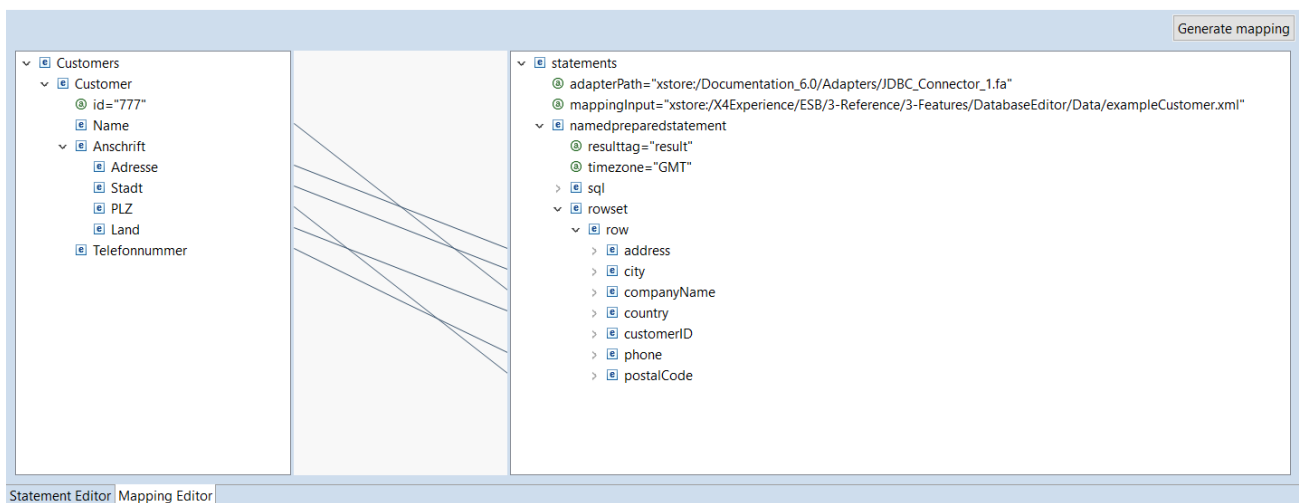 Generate mapping
Customers
Customer
id="777"
Name
Anschrift
Adresse
Stadt
PLZ
Land
Telefonnummer
statements
adapterPath="xstore:/Documentation_6.0/Adapters/JDBC_Connector_1.fa"
mappingInput="xstore:/X4Experience/ESB/3-Reference/3-Features/DatabaseEditor/Data/exampleCustomer.xml"
namedpreparedstatement
resulttag="result"
timezone="GMT"
sql
rowset
row
address
city
companyName
country
customerID
phone
postalCode
Statement Editor Mapping Editor